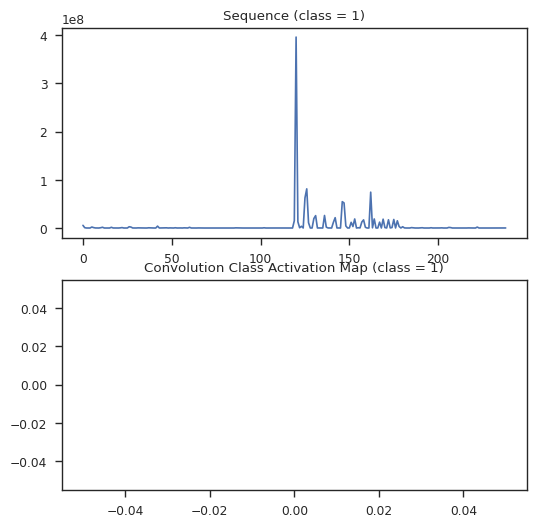 Sequence (class = 1)
1e8
4
3
2
1
0
0 50 100 150 200
Convolution Class Activation Map (class = 1)
0.04
0.02
0.00
−0.02
−0.04
−0.04 −0.02 0.00 0.02 0.04